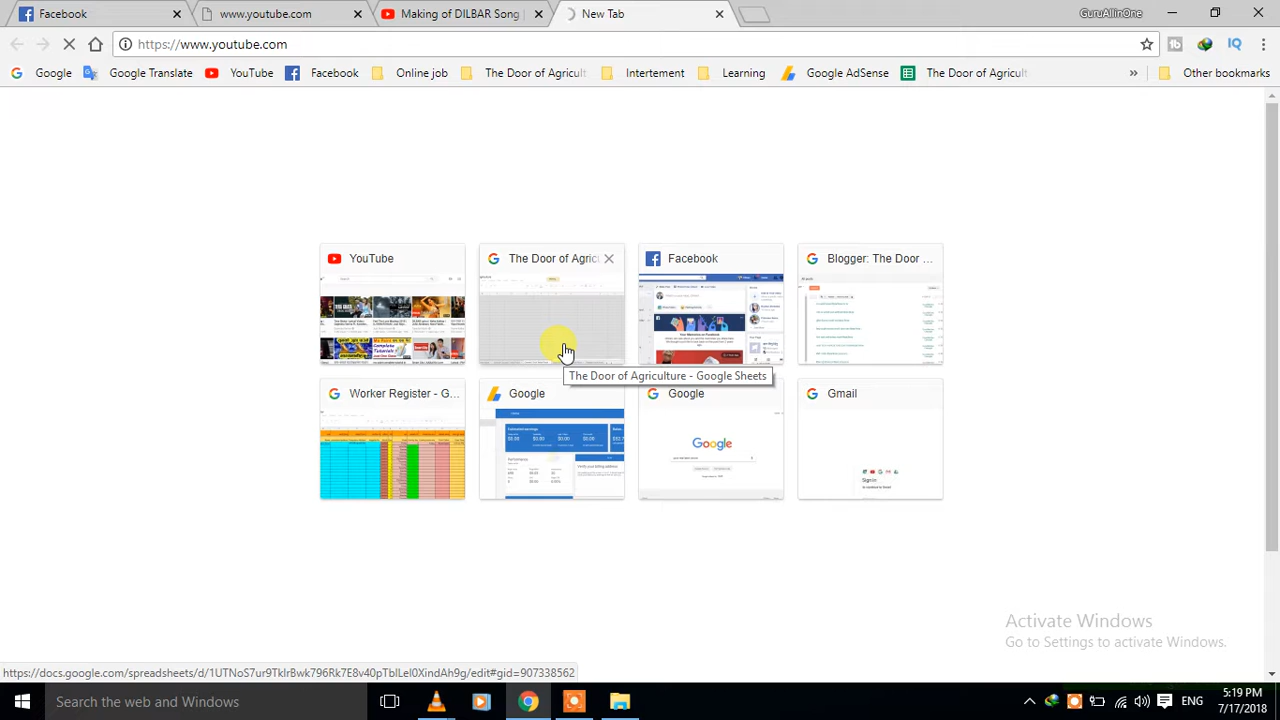 Facebook
www.youtube.com
Making of DILBAR Song
New Tab
GuruAllinOne
https://www.youtube.com
Google
Google Translate
YouTube
Facebook
Online job
The Door of Agricult
Intertement
Learning
Google AdSense
The Door of Agricult
»
Other bookmarks
YouTube
The Door of Agric
Facebook
Blogger: The Door ...
The Door of Agriculture - Google Sheets
Worker Register - G...
Google
Google
Gmail
Google
Activate Windows
Go to Settings to activate Windows.
https://docs.google.com/spreadsheets/d/1UTNoS7ur9TkIrBwk796Rk7E8v40pTblLel0XindAh9g/edit#gid=907338562
Search the web and Windows
ENG
5:19 PM
7/17/2018